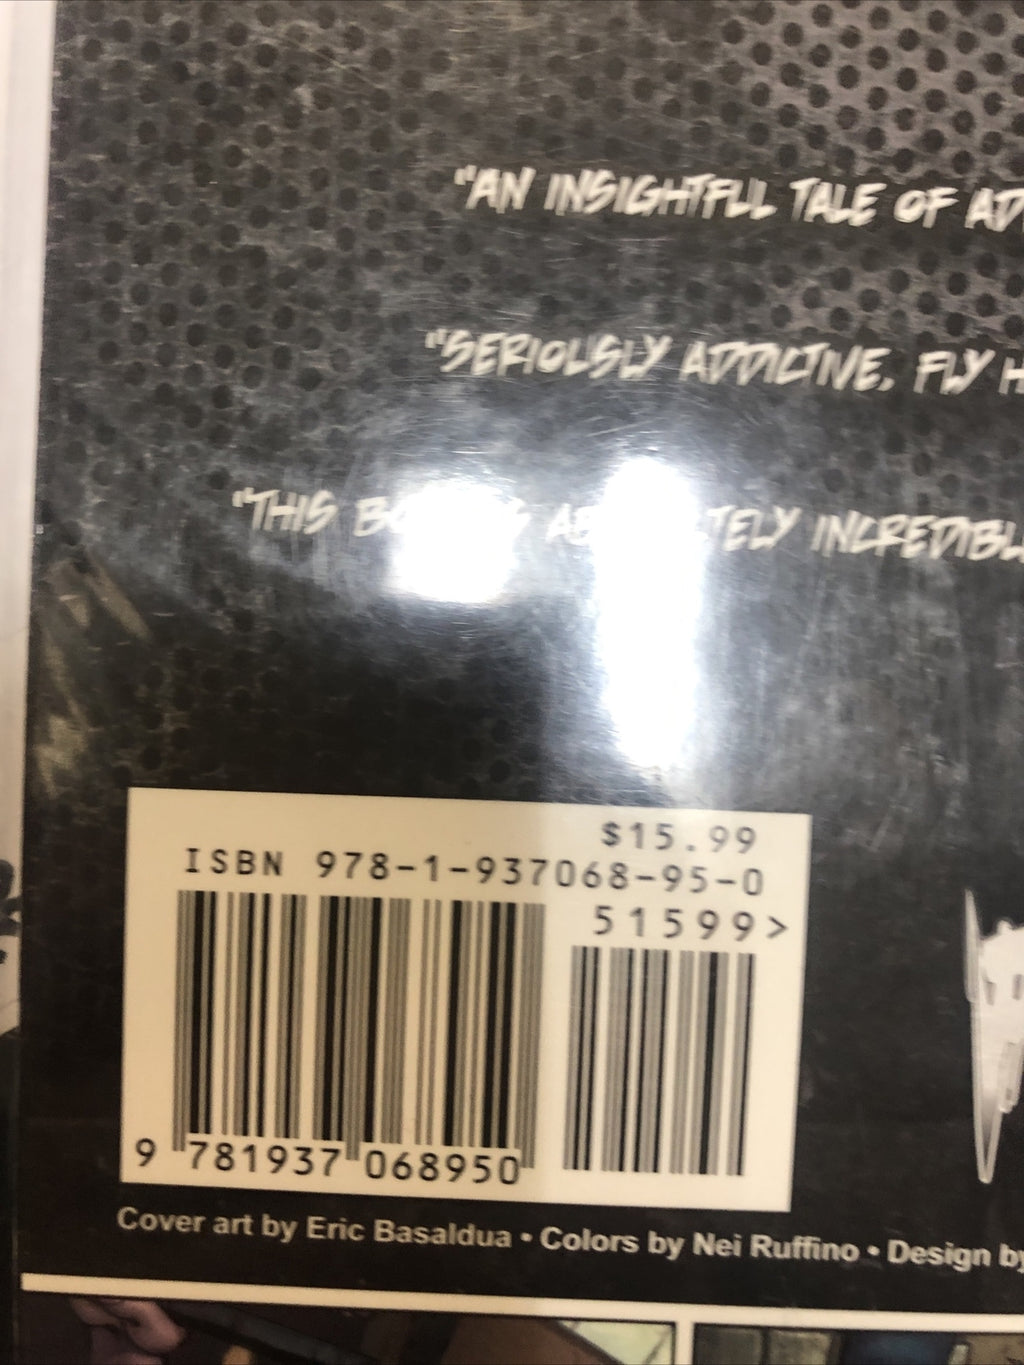 "AN INSIGHTFUL TALE OF
"SERIOUSLY ADDICTIVE. FLY
"THIS INCREDIBL
$15.99
ISBN 978-1-937068-95-0
51599>
9 781937 068950
Cover art by Eric Basaldua • Colors by Nei Ruffino • Design by